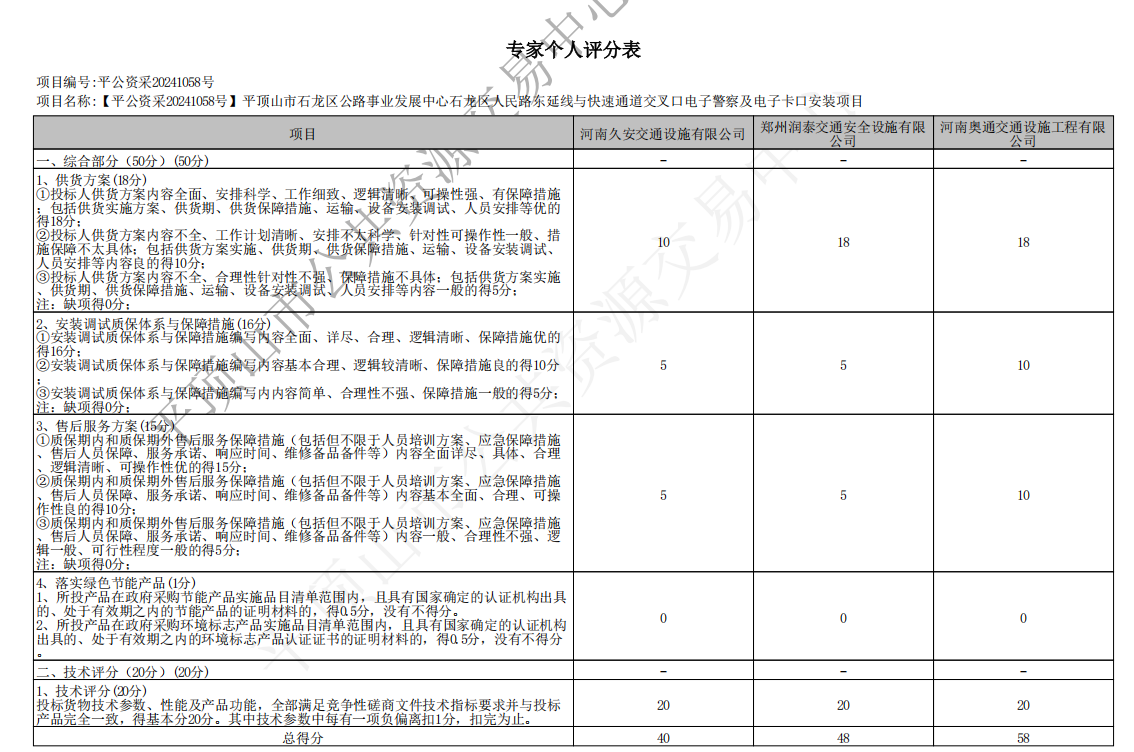 专家个人评分表
项目编号:平公资采20241058号
项目名称:【平公资采20241058号】平顶山市石龙区公路事业发展中心石龙区人民路东延线与快速通道交叉口电子警察及电子卡口安装项目
项目 河南久安交通设施有限公司 郑州润泰交通安全设施有限公司 河南奥通交通设施工程有限公司
一、综合部分（50分）(50分) - - -
1、供货方案(18分)
①投标人供货方案内容全面、安排科学、工作细致、逻辑清晰、可操性强、有保障措施
；包括供货实施方案、供货期、供货保障措施、运输、设备安装调试、人员安排等优的
得18分；
②投标人供货方案内容不全、工作计划清晰、安排不太科学、针对性可操作性一般、措
施保障不太具体；包括供货方案实施、供货期、供货保障措施、运输、设备安装调试、
人员安排等内容良的得10分；
③投标人供货方案内容不全、合理性针对性不强、保障措施不具体；包括供货方案实施
、供货期、供货保障措施、运输、设备安装调试、人员安排等内容一般的得5分；
注：缺项得0分；
10 18 18
2、安装调试质保体系与保障措施(16分)
①安装调试质保体系与保障措施编写内容全面、详尽、合理、逻辑清晰、保障措施优的
得16分；
②安装调试质保体系与保障措施编写内容基本合理、逻辑较清晰、保障措施良的得10分
；
③安装调试质保体系与保障措施编写内内容简单、合理性不强、保障措施一般的得5分；
注：缺项得0分；
5 5 10
3、售后服务方案(15分)
①质保期内和质保期外售后服务保障措施（包括但不限于人员培训方案、应急保障措施
、售后人员保障、服务承诺、响应时间、维修备品备件等）内容全面详尽、具体、合理
、逻辑清晰、可操作性优的得15分；
②质保期内和质保期外售后服务保障措施（包括但不限于人员培训方案、应急保障措施
、售后人员保障、服务承诺、响应时间、维修备品备件等）内容基本全面、合理、可操
作性良的得10分；
③质保期内和质保期外售后服务保障措施（包括但不限于人员培训方案、应急保障措施
、售后人员保障、服务承诺、响应时间、维修备品备件等）内容一般、合理性不强、逻
辑一般、可行性程度一般的得5分；
注：缺项得0分；
5 5 10
4、落实绿色节能产品(1分)
1、所投产品在政府采购节能产品实施品目清单范围内，且具有国家确定的认证机构出具
的、处于有效期之内的节能产品的证明材料的，得0.5分，没有不得分。
2、所投产品在政府采购环境标志产品实施品目清单范围内，且具有国家确定的认证机构
出具的、处于有效期之内的环境标志产品认证证书的证明材料的，得0.5分，没有不得分
。
0 0 0
二、技术评分（20分）(20分) - - -
1、技术评分(20分)
投标货物技术参数、性能及产品功能，全部满足竞争性磋商文件技术指标要求并与投标
产品完全一致，得基本分20分。其中技术参数中每有一项负偏离扣1分，扣完为止。
20 20 20
总得分 40 48 58
平顶山市公共资源交易中心
平顶山市公共资源交易中心